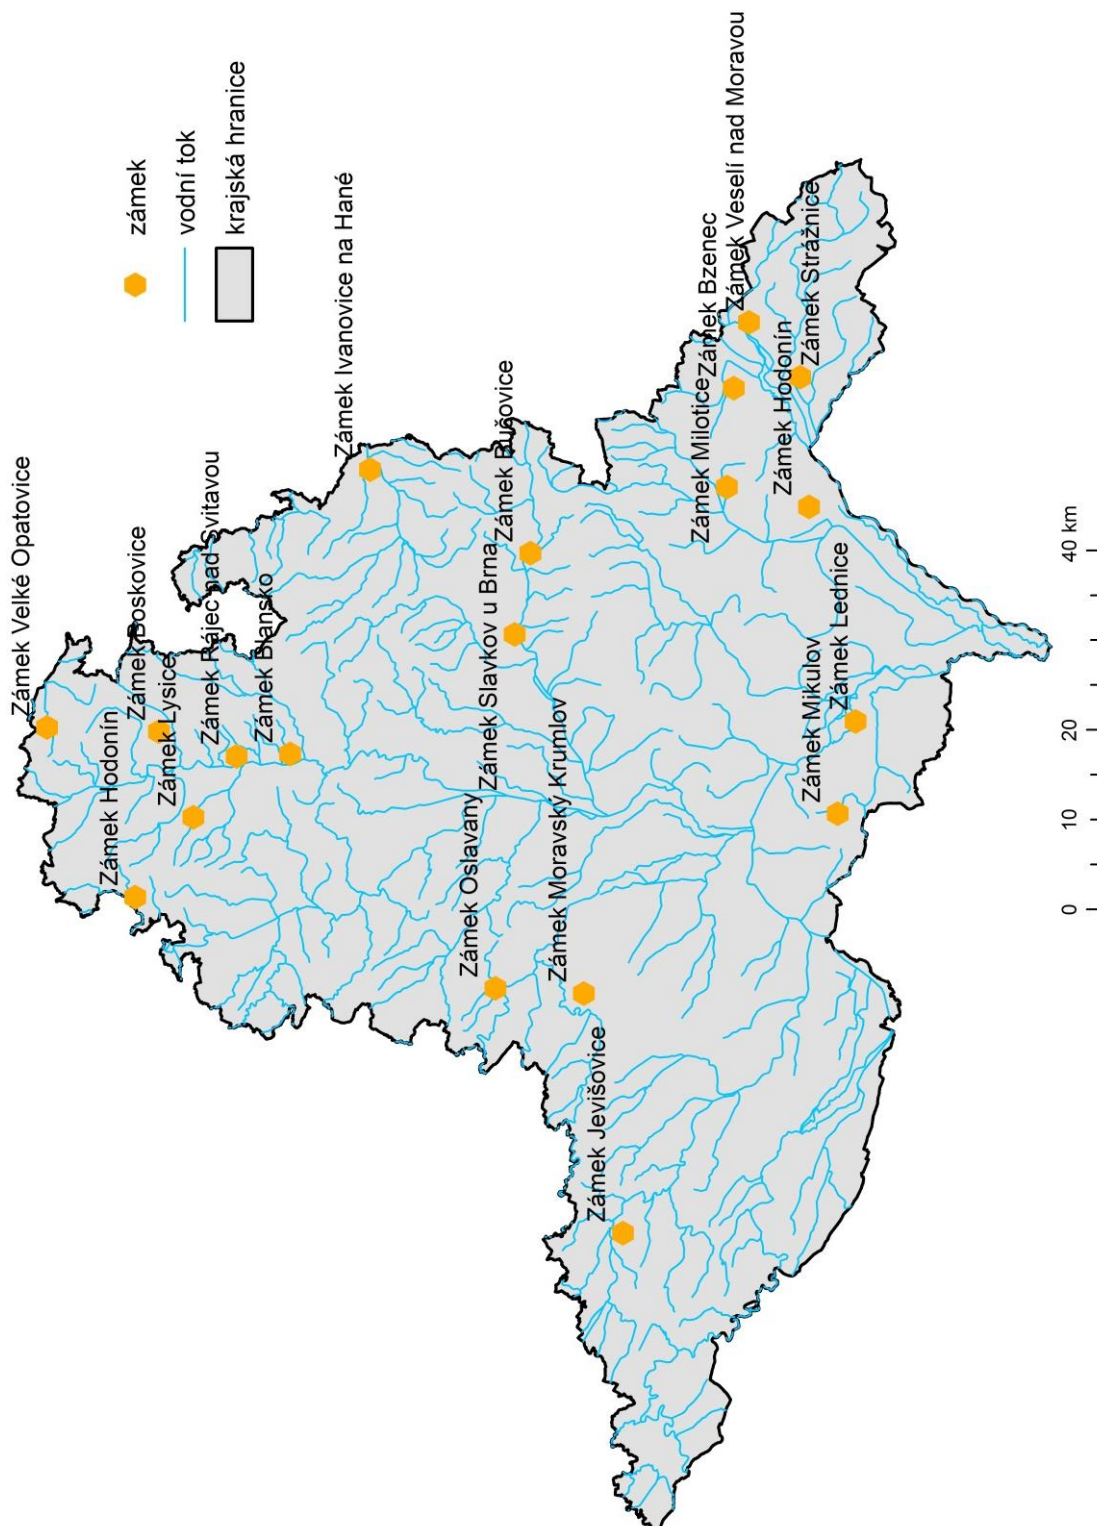 Zámek Velké Opatovice
Zámek Hodonín
Zámek Boskovice
Zámek Lysice
Zámek Rájec nad Svitavou
Zámek Blansko
Zámek Ivanovice na Hané
Zámek Oslavany
Zámek Slavkov u Brna
Zámek Bušovice
Zámek Moravský Krumlov
Zámek Jevišovice
Zámek Milotice
Zámek Bzenec
Zámek Veselí nad Moravou
Zámek Hodonín
Zámek Strážnice
Zámek Mikulov
Zámek Lednice
zámek
vodní tok
krajská hranice
0 10 20 40 km